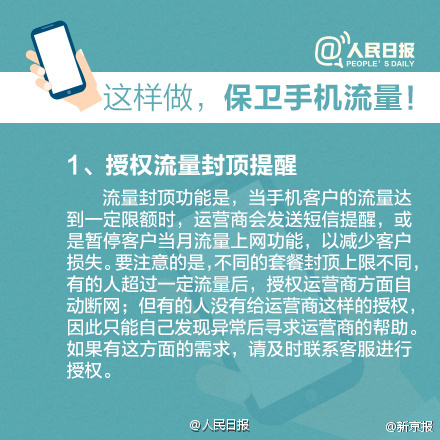 @人民日报
PEOPLE'S DAILY
这样做，保卫手机流量！
1、授权流量封顶提醒
流量封顶功能是，当手机客户的流量达
到一定限额时，运营商会发送短信提醒，或
是暂停客户当月流量上网功能，以减少客户
损失。要注意的是，不同的套餐封顶上限不同，
有的人超过一定流量后，授权运营商方面自
动断网；但有的人没有给运营商这样的授权，
因此只能自己发现异常后寻求运营商的帮助。
如果有这方面的需求，请及时联系客服进行
授权。
@人民日报
@新京报